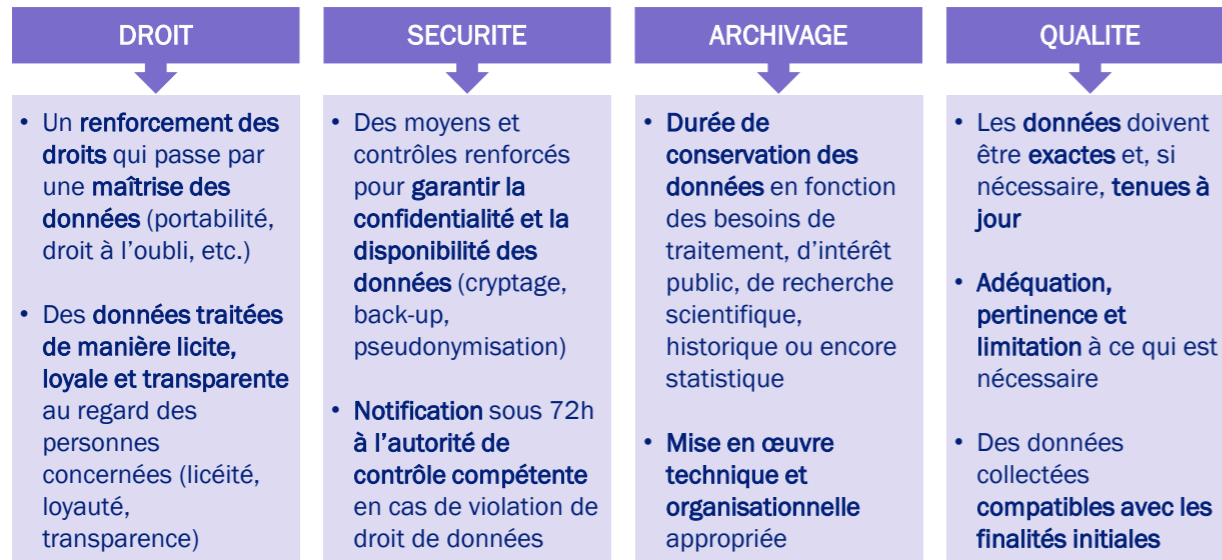 DROIT
• Un renforcement des
droits qui passe par
une maîtrise des
données (portabilité,
droit à l'oubli, etc.)
• Des données traitées
de manière licite,
loyale et transparente
au regard des
personnes
concernées (licéité,
loyauté,
transparence)
SECURITE
• Des moyens et
contrôles renforcés
pour garantir la
confidentialité et la
disponibilité des
données (cryptage,
back-up,
pseudonymisation)
• Notification sous 72h
à l'autorité de
contrôle compétente
en cas de violation de
droit de données
ARCHIVAGE
• Durée de
conservation des
données en fonction
des besoins de
traitement, d'intérêt
public, de recherche
scientifique,
historique ou encore
statistique
• Mise en œuvre
technique et
organisationnelle
appropriée
QUALITE
• Les données doivent
être exactes et, si
nécessaire, tenues à
jour
• Adéquation,
pertinence et
limitation à ce qui est
nécessaire
• Des données
collectées
compatibles avec les
finalités initiales